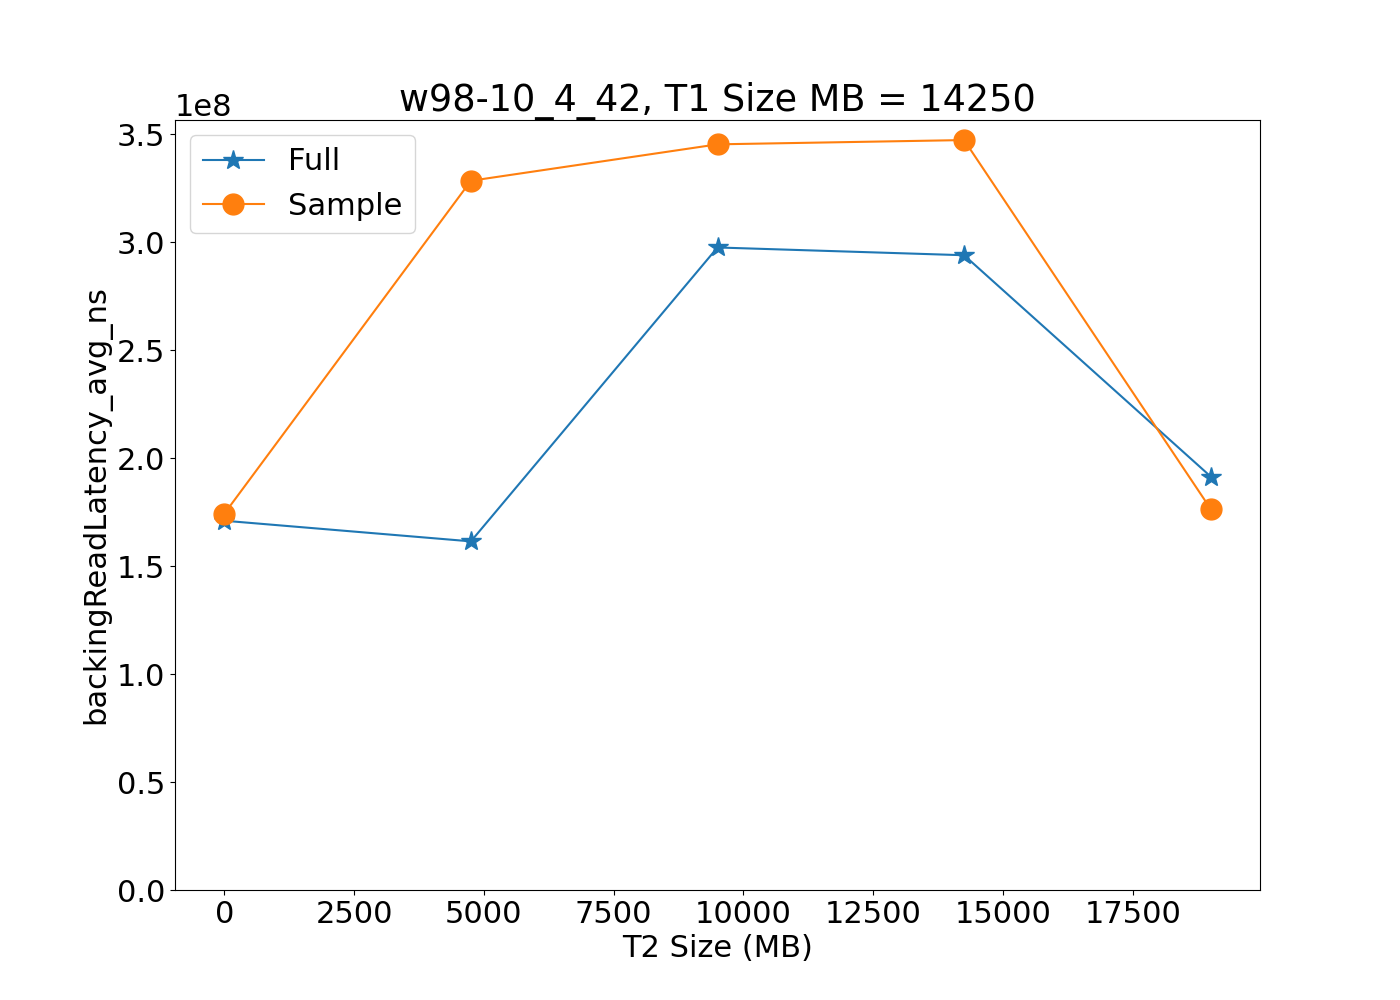 w98-10_4_42, T1 Size MB = 14250
1e8
Full
Sample
3.5
3.0
2.5
2.0
1.5
1.0
0.5
0.0
backingReadLatency_avg_ns
0 2500 5000 7500 10000 12500 15000 17500
T2 Size (MB)